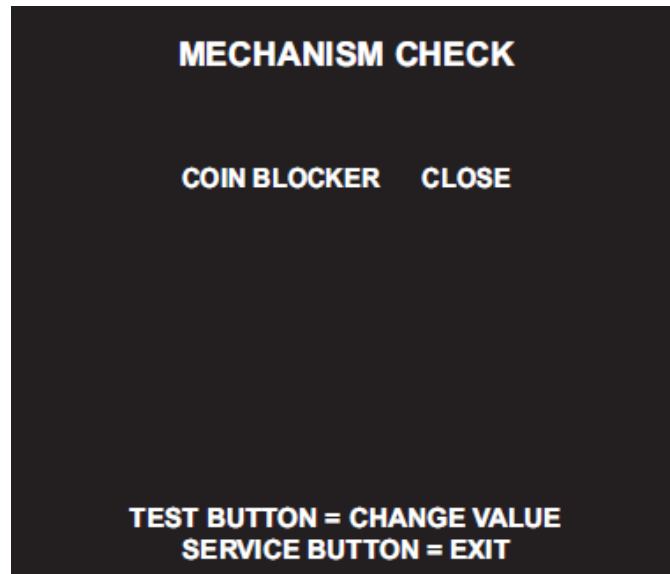 MECHANISM CHECK
COIN BLOCKER CLOSE
TEST BUTTON = CHANGE VALUE
SERVICE BUTTON = EXIT